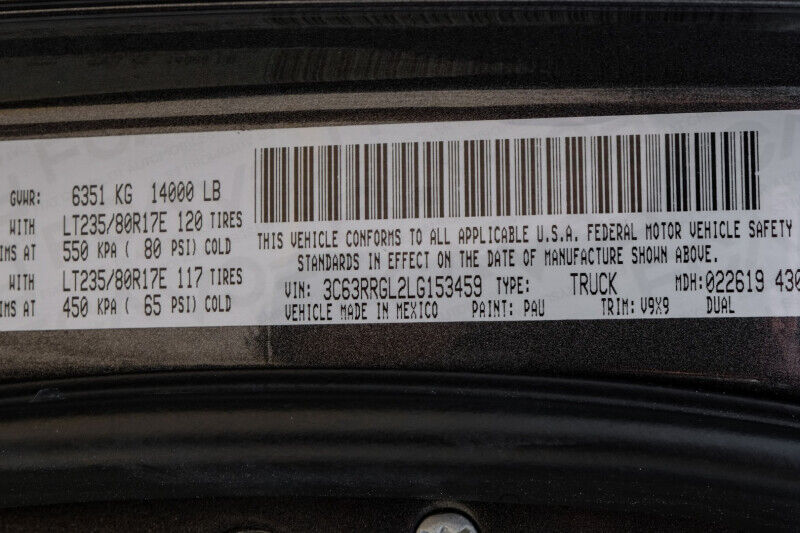 GVWR: 6351 KG 14000 LB
WITH LT235/80R17E 120 TIRES
IMS AT 550 KPA ( 80 PSI) COLD
WITH LT235/80R17E 117 TIRES
IMS AT 450 KPA ( 65 PSI) COLD
THIS VEHICLE CONFORMS TO ALL APPLICABLE U.S.A. FEDERAL MOTOR VEHICLE SAFETY
STANDARDS IN EFFECT ON THE DATE OF MANUFACTURE SHOWN ABOVE.
VIN: 3C63RRGL2LG153459 TYPE: TRUCK MDH: 022619 430
VEHICLE MADE IN MEXICO PAINT: PAU TRIM: V9X9 DUAL